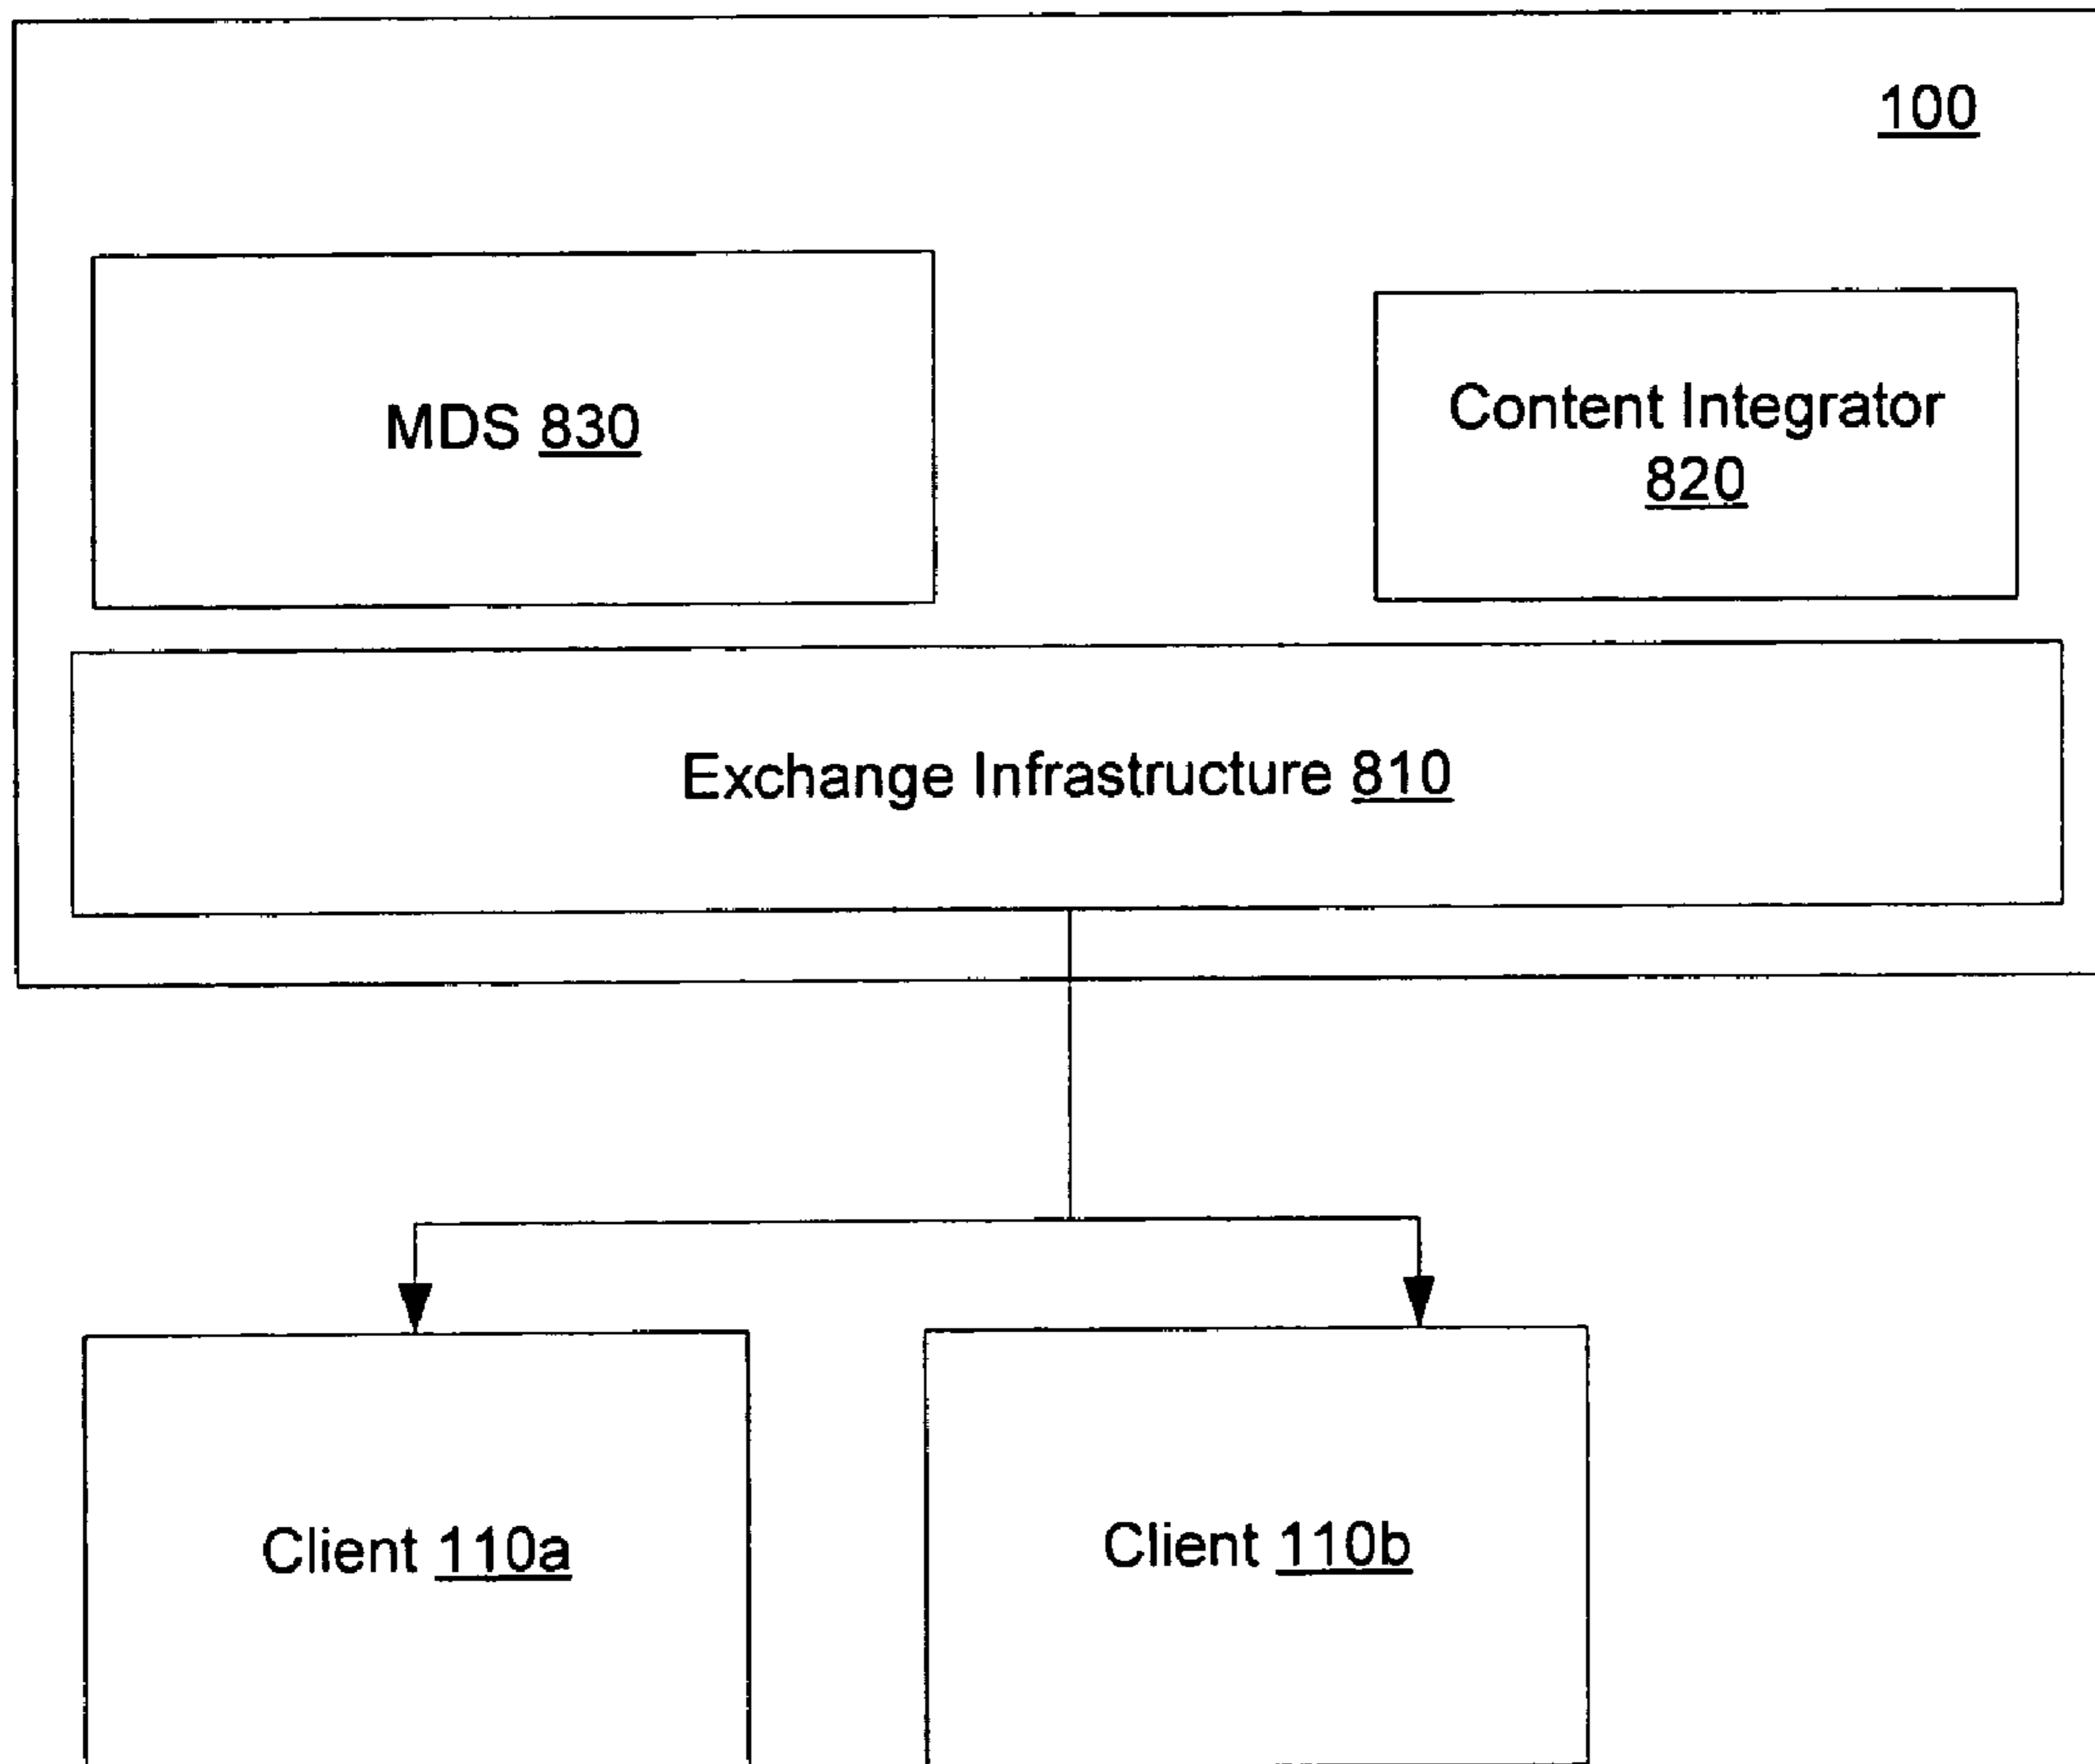 100
MDS 830
Content Integrator
820
Exchange Infrastructure 810
Client 110a
Client 110b